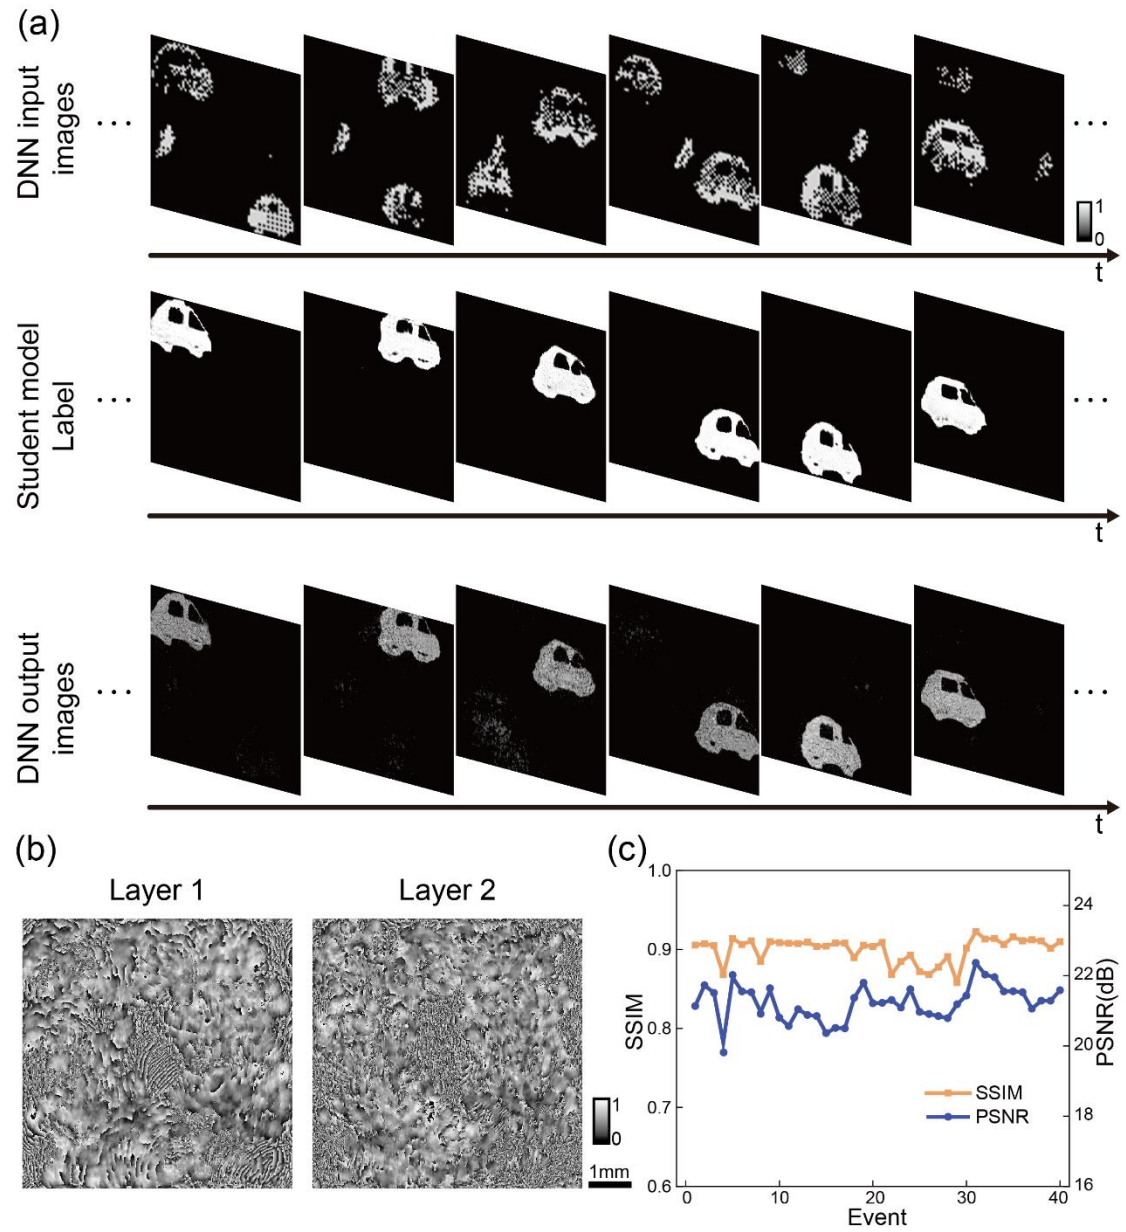 (a)
DNN input
images
...
...
1
0
t
Student model
Label
...
...
t
DNN output
images
...
...
t
(b)
Layer 1
Layer 2
1
0
1mm
(c)
1.0
0.9
0.8
0.7
0.6
SSIM
24
22
20
18
16
PSNR(dB)
SSIM
PSNR
0
10
20
30
40
Event